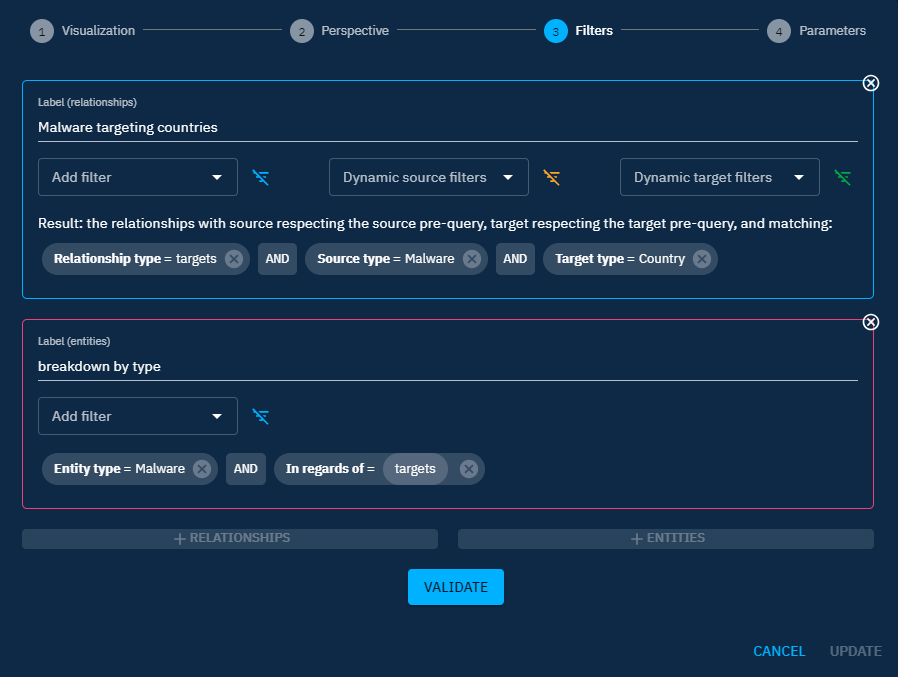 1 Visualization 2 Perspective 3 Filters 4 Parameters
Label (relationships)
Malware targeting countries
Add filter Dynamic source filters Dynamic target filters
Result: the relationships with source respecting the source pre-query, target respecting the target pre-query, and matching:
Relationship type = targets AND Source type = Malware AND Target type = Country
Label (entities)
breakdown by type
Add filter
Entity type = Malware AND In regards of = targets
+ RELATIONSHIPS + ENTITIES
VALIDATE
CANCEL UPDATE